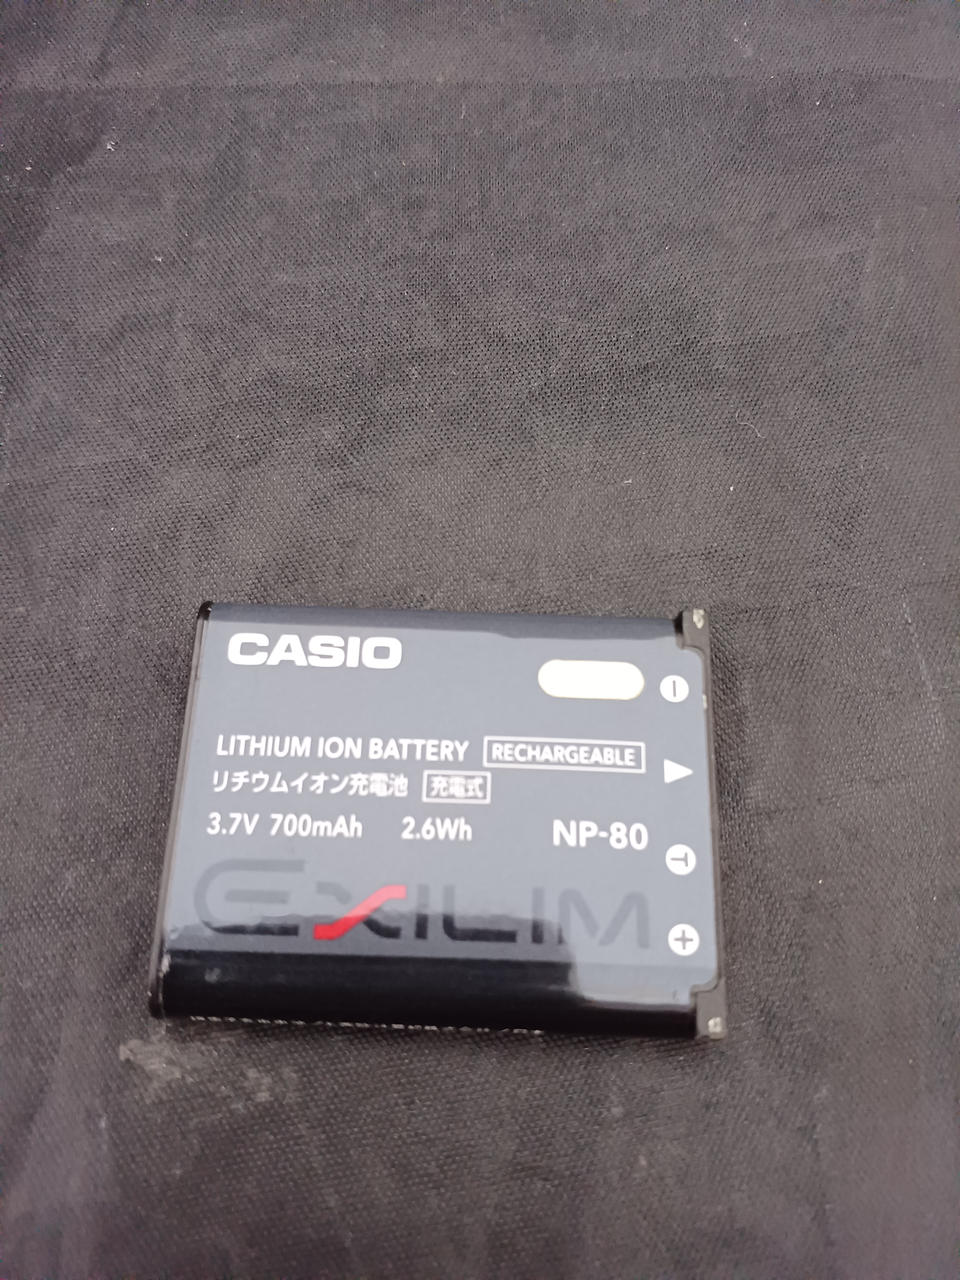 CASIO
LITHIUM ION BATTERY RECHARGEABLE
リチウムイオン充電池 充電式
3.7V 700mAh 2.6Wh NP-80
EXILIM
− T +